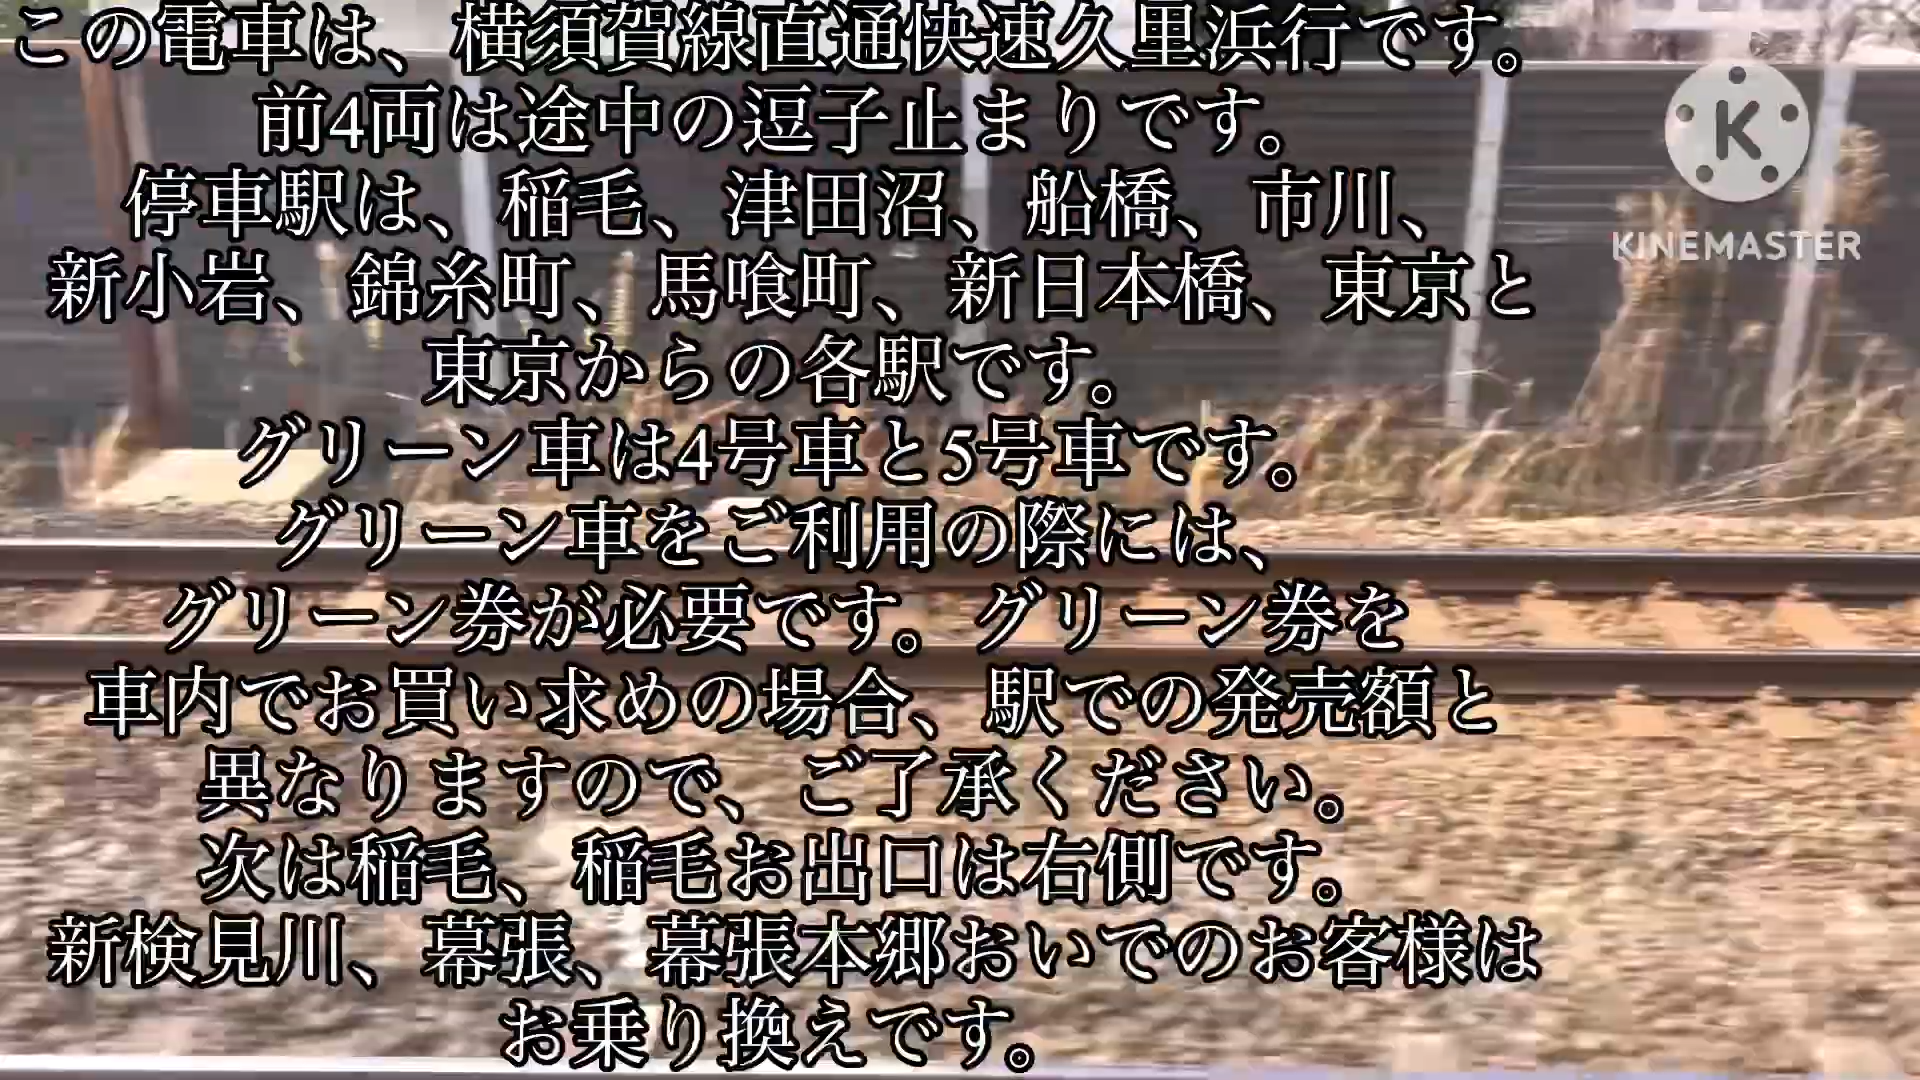 この電車は、横須賀線直通快速久里浜行です。
前4両は途中の逗子止まりです。
停車駅は、稲毛、津田沼、船橋、市川、
新小岩、錦糸町、馬喰町、新日本橋、東京と
東京からの各駅です。
グリーン車は4号車と5号車です。
グリーン車をご利用の際には、
グリーン券が必要です。グリーン券を
車内でお買い求めの場合、駅での発売額と
異なりますので、ご了承ください。
次は稲毛、稲毛お出口は右側です。
新検見川、幕張、幕張本郷おいでのお客様は
お乗り換えです。
K
KINEMASTER